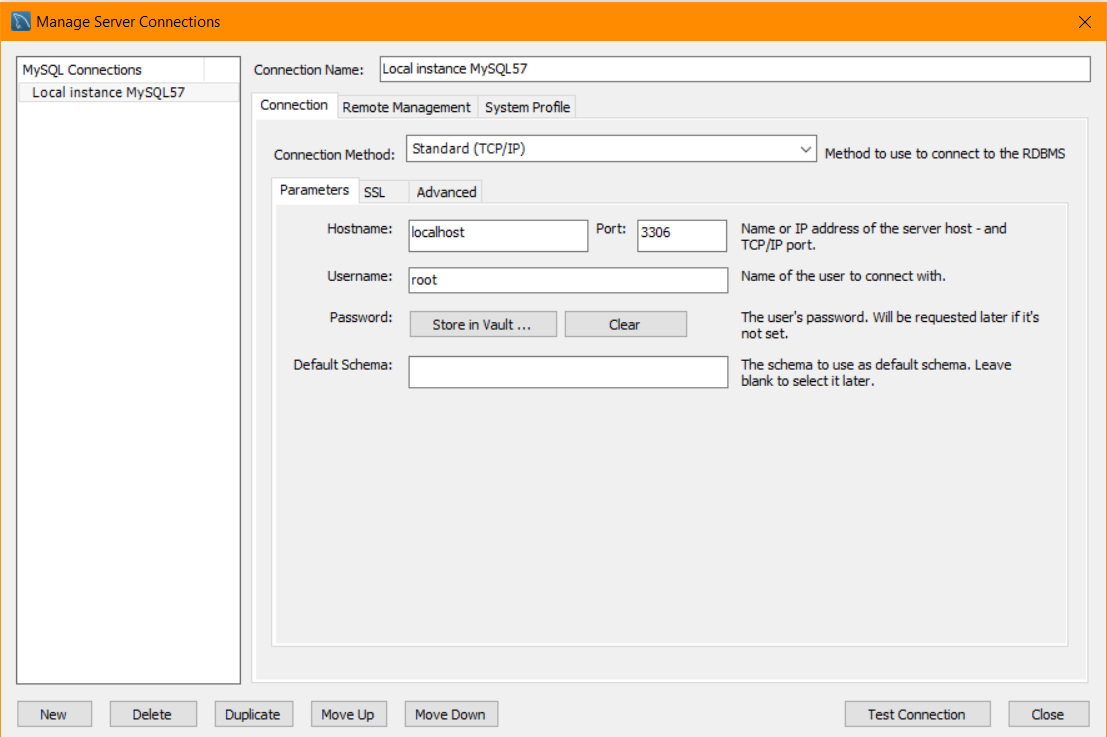 Manage Server Connections
MySQL Connections
Local instance MySQL57
Connection Name: Local instance MySQL57
Connection Remote Management System Profile
Connection Method: Standard (TCP/IP) Method to use to connect to the RDBMS
Parameters SSL Advanced
Hostname: localhost Port: 3306 Name or IP address of the server host - and
TCP/IP port.
Username: root Name of the user to connect with.
Password: Store in Vault ... Clear The user's password. Will be requested later if it's
not set.
Default Schema: The schema to use as default schema. Leave
blank to select it later.
New Delete Duplicate Move Up Move Down Test Connection Close